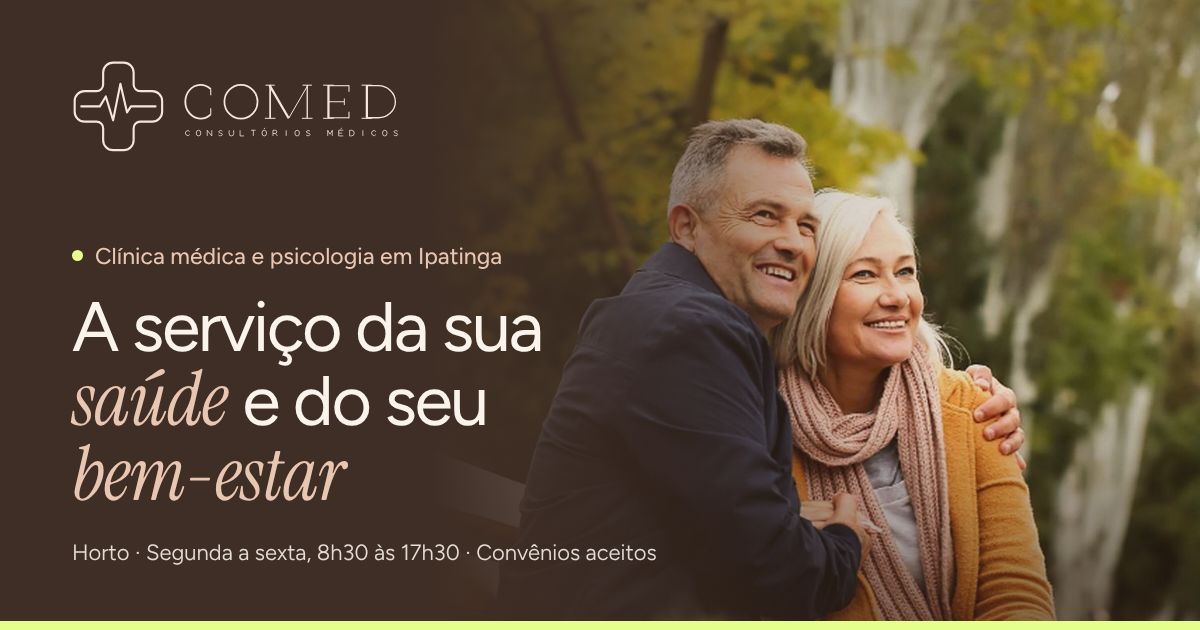 COMED
CONSULTÓRIOS MÉDICOS
Clínica médica e psicologia em Ipatinga
A serviço da sua
saúde e do seu
bem-estar
Horto · Segunda a sexta, 8h30 às 17h30 · Convênios aceitos